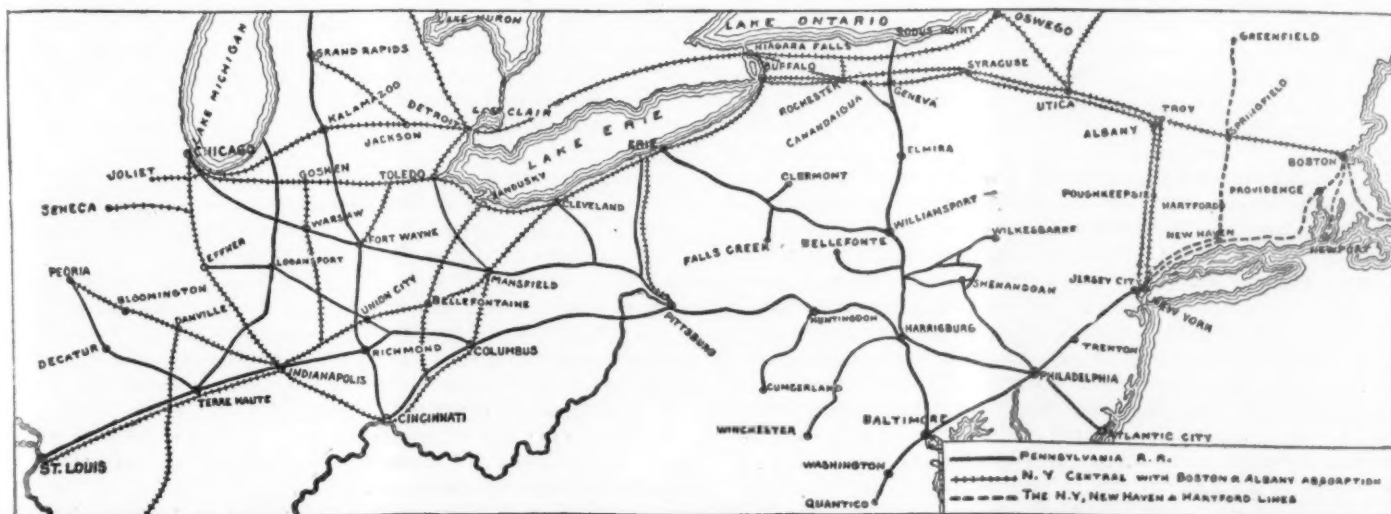 LAKE MICHIGAN
GRAND RAPIDS
LAKE HURON
KALAMAZOO
DETROIT
JACKSON
CHICAGO
JOLIET
GOSHEN
TOLEDO
SENECA
WARSAW
FORT WAYNE
EFFNER
LOGANSPORT
PEORIA
BLOOMINGTON
DANVILLE
UNION CITY
BELLEFONTAINE
MANSFIELD
DECATUR
RICHMOND
COLUMBUS
INDIANAPOLIS
TERRE HAUTE
CINCINNATI
ST. LOUIS
LAKE ERIE
SANDUSKY
CLEVELAND
ERIE
LAKE ONTARIO
NIAGARA FALLS
BUFFALO
SODUS POINT
OSWEGO
ROCHESTER
CANANDAIGUA
GENEVA
SYRACUSE
UTICA
ELMIRA
CLERMONT
FALLS CREEK
BELLEFONTE
WILLIAMSPORT
WILKESBARRE
SHENANDOAH
PITTSBURG
HUNTINGDON
HARRISBURG
CUMBERLAND
WINCHESTER
BALTIMORE
WASHINGTON
QUANTICO
PHILADELPHIA
TRENTON
ATLANTIC CITY
JERSEY CITY
NEW YORK
ALBANY
TROY
POUGHKEEPSIE
GREENFIELD
SPRINGFIELD
BOSTON
PROVIDENCE
HARTFORD
NEW HAVEN
NEWPORT
PENNSYLVANIA R.R.
N.Y CENTRAL WITH BOSTON & ALBANY ABSORPTION
THE N.Y, NEW HAVEN & HARTFORD LINES